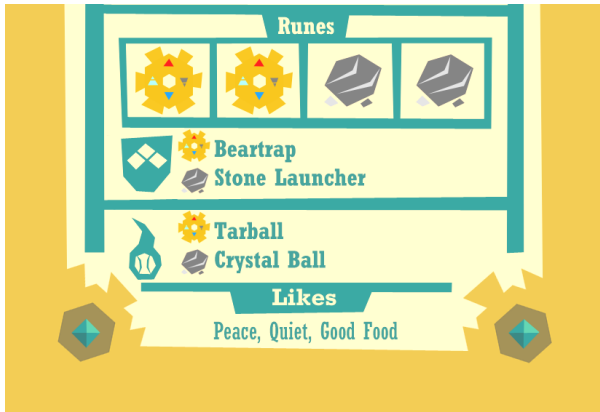 Runes
Beartrap
Stone Launcher
Tarball
Crystal Ball
Likes
Peace, Quiet, Good Food